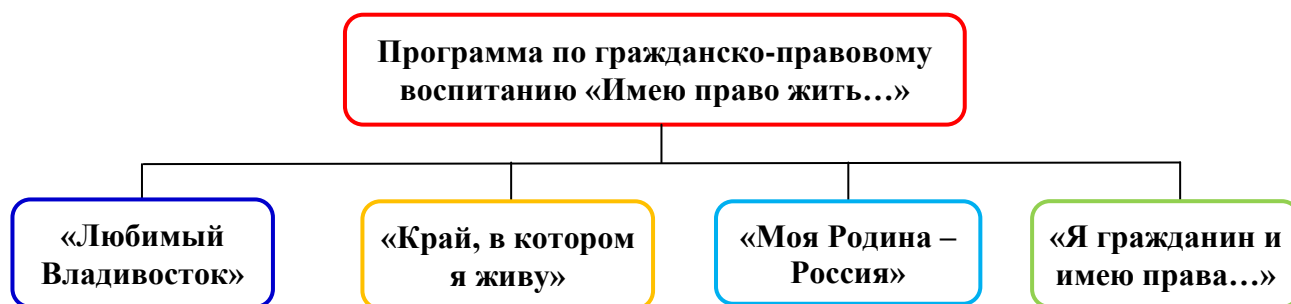 Программа по гражданско-правовому
воспитанию «Имею право жить…»
«Любимый
Владивосток»
«Край, в котором
я живу»
«Моя Родина –
Россия»
«Я гражданин и
имею права…»